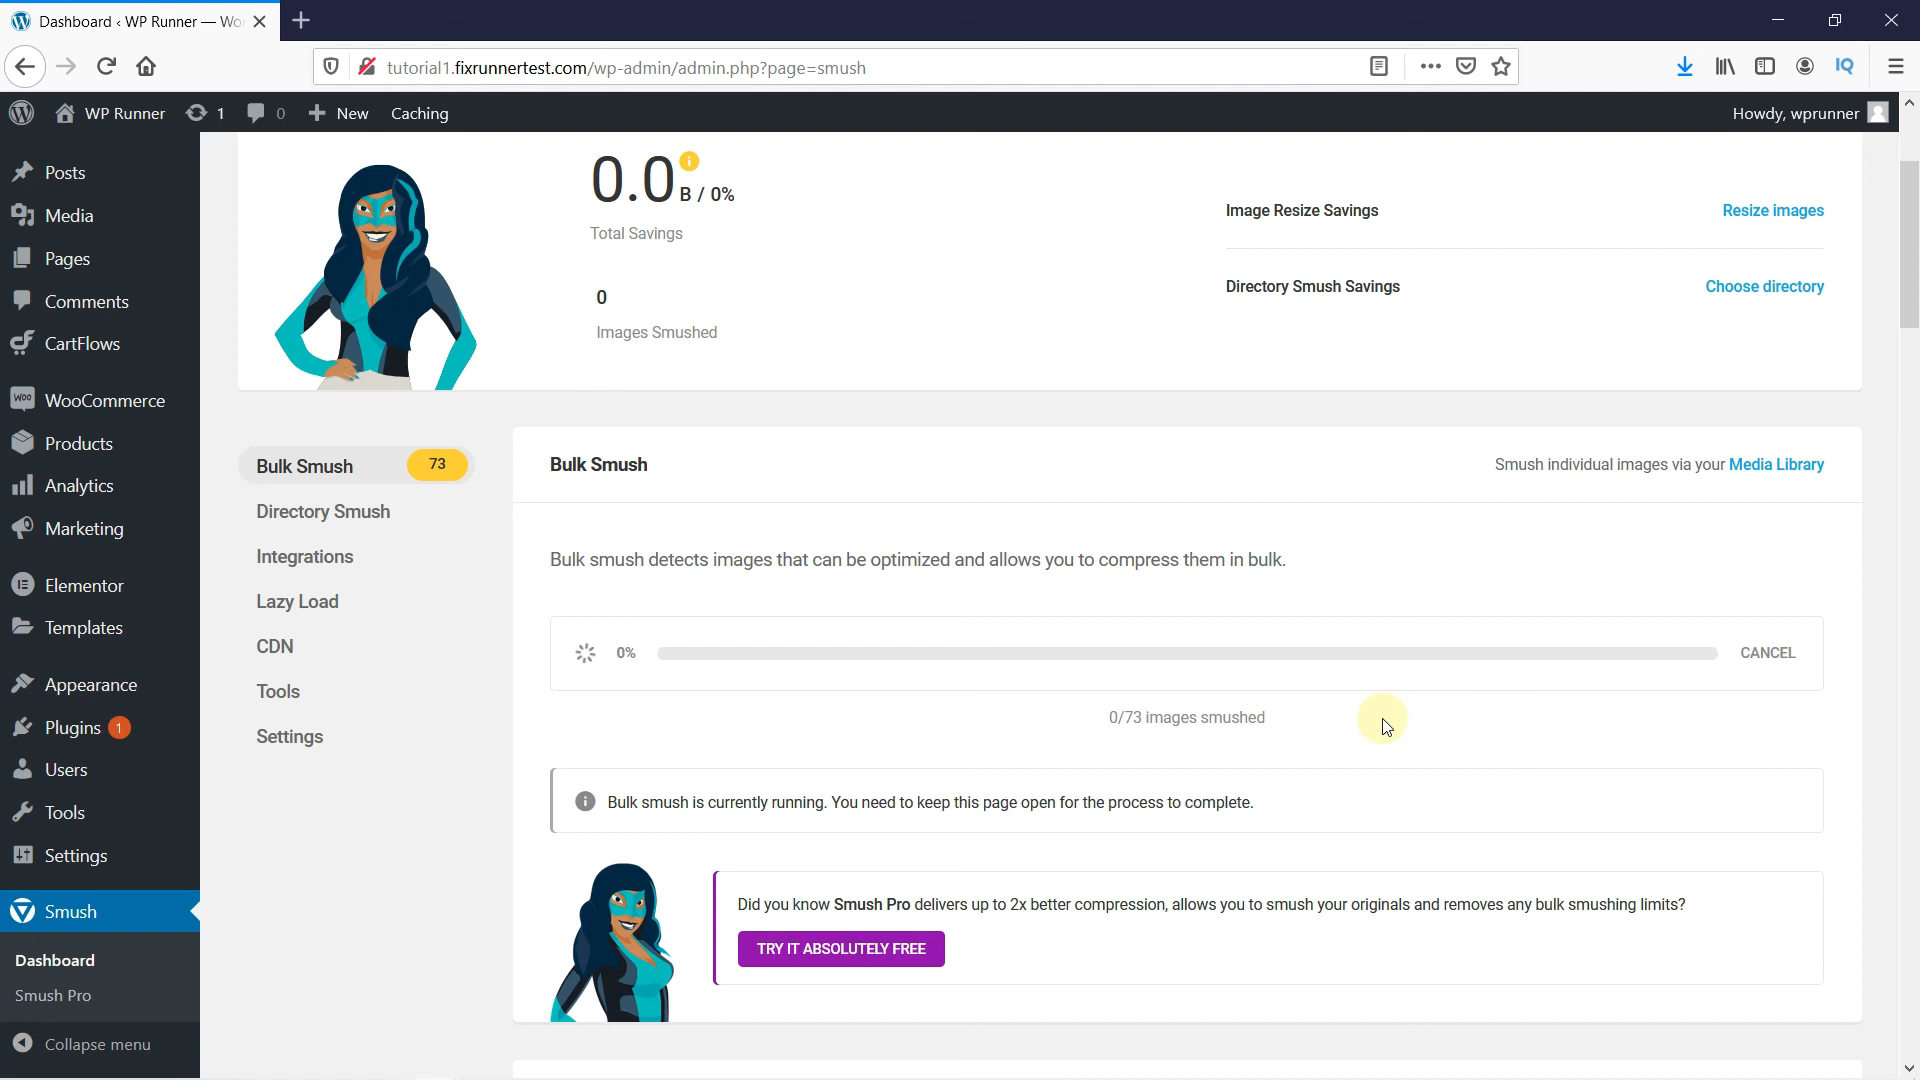 Dashboard ‹ WP Runner — Wo
tutorial1.fixrunnertest.com/wp-admin/admin.php?page=smush
IQ
WP Runner
1
0
New
Caching
Howdy, wprunner
Posts
Media
Pages
Comments
CartFlows
Woo WooCommerce
Products
Analytics
Marketing
Elementor
Templates
Appearance
Plugins 1
Users
Tools
Settings
Smush
Dashboard
Smush Pro
Collapse menu
0.0 B / 0%
Total Savings
0
Images Smushed
Image Resize Savings
Resize images
Directory Smush Savings
Choose directory
Bulk Smush 73
Directory Smush
Integrations
Lazy Load
CDN
Tools
Settings
Bulk Smush
Smush individual images via your Media Library
Bulk smush detects images that can be optimized and allows you to compress them in bulk.
0%
CANCEL
0/73 images smushed
Bulk smush is currently running. You need to keep this page open for the process to complete.
Did you know Smush Pro delivers up to 2x better compression, allows you to smush your originals and removes any bulk smushing limits?
TRY IT ABSOLUTELY FREE